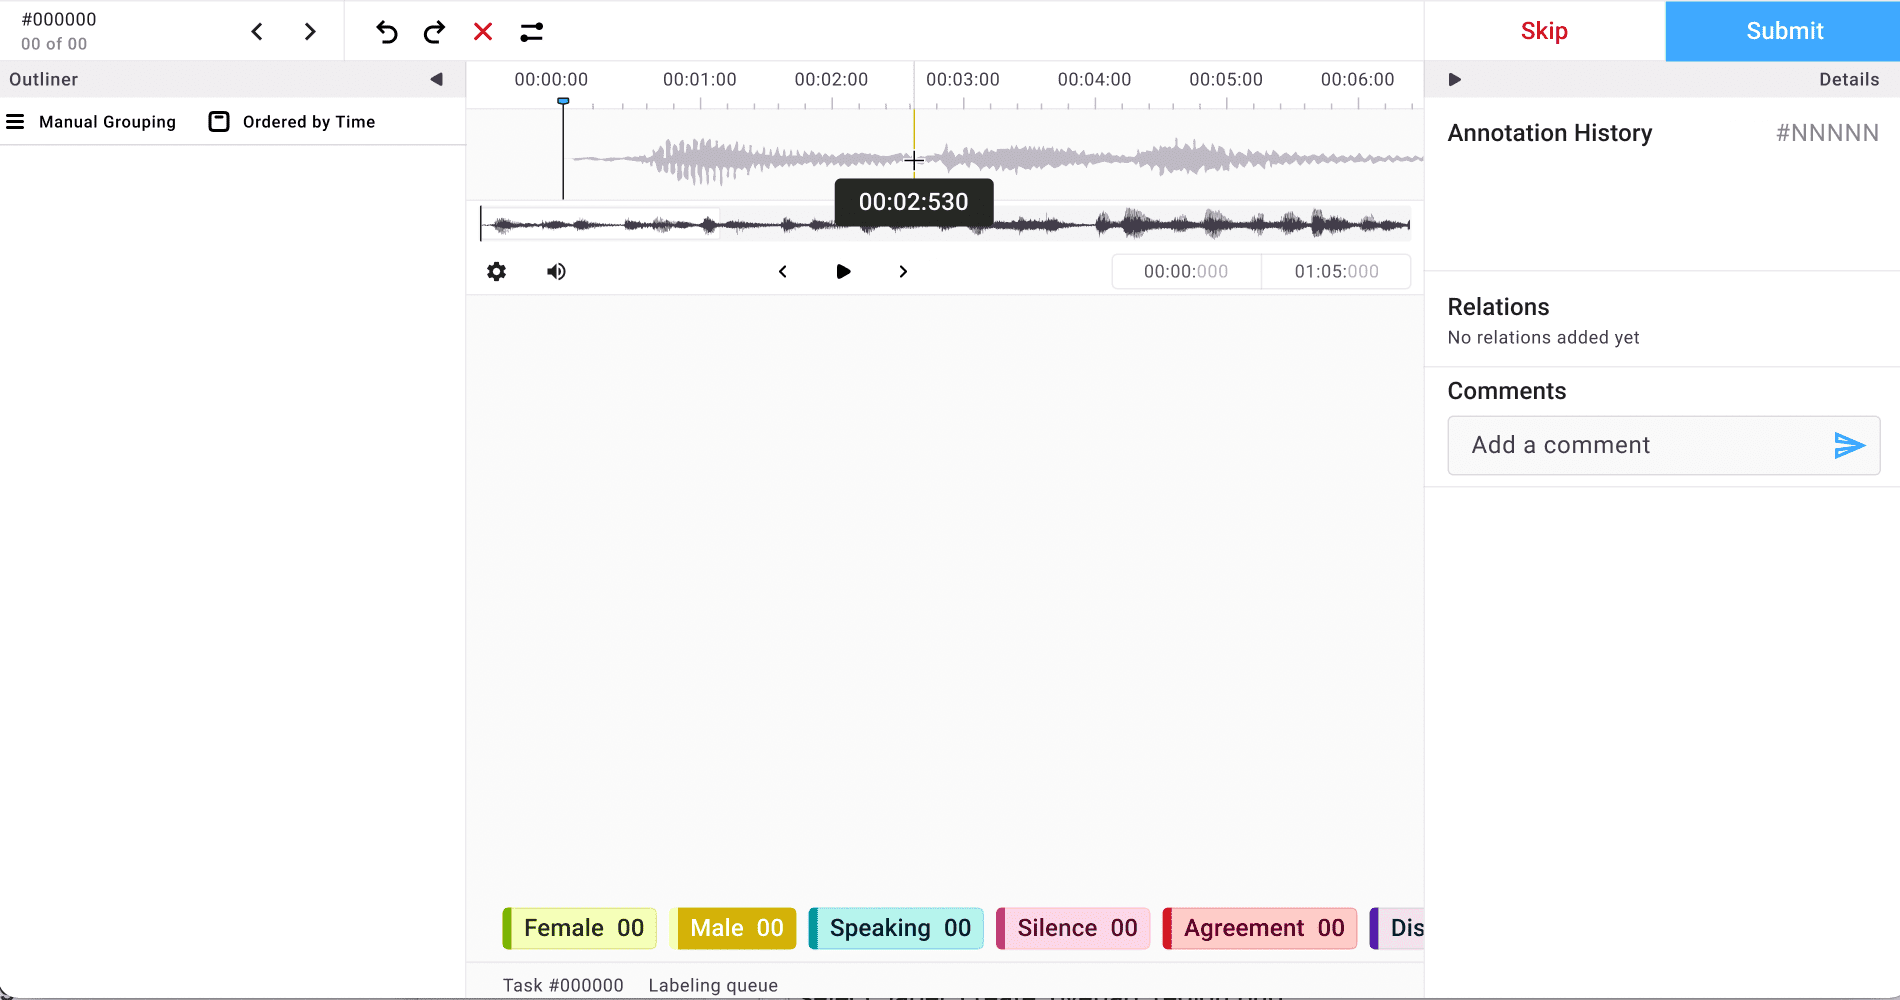 #000000
00 of 00
Skip
Submit
Outliner
00:00:00 00:01:00 00:02:00 00:03:00 00:04:00 00:05:00 00:06:00
Details
Manual Grouping Ordered by Time
Annotation History #NNNNN
00:02:530
00:00:000 01:05:000
Relations
No relations added yet
Comments
Add a comment
Female 00 Male 00 Speaking 00 Silence 00 Agreement 00 Dis
Task #000000 Labeling queue